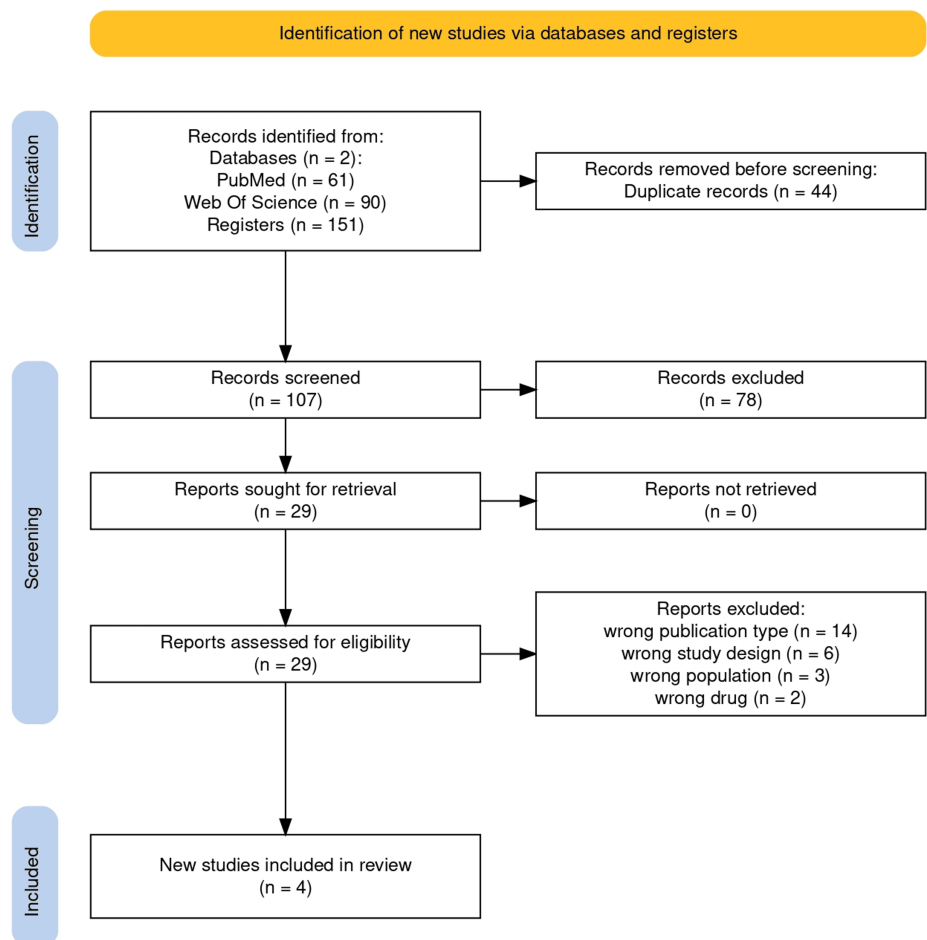 Identification of new studies via databases and registers
Identification
Records identified from:
Databases (n = 2):
PubMed (n = 61)
Web Of Science (n = 90)
Registers (n = 151)
Records removed before screening:
Duplicate records (n = 44)
Screening
Records screened
(n = 107)
Records excluded
(n = 78)
Reports sought for retrieval
(n = 29)
Reports not retrieved
(n = 0)
Reports assessed for eligibility
(n = 29)
Reports excluded:
wrong publication type (n = 14)
wrong study design (n = 6)
wrong population (n = 3)
wrong drug (n = 2)
Included
New studies included in review
(n = 4)